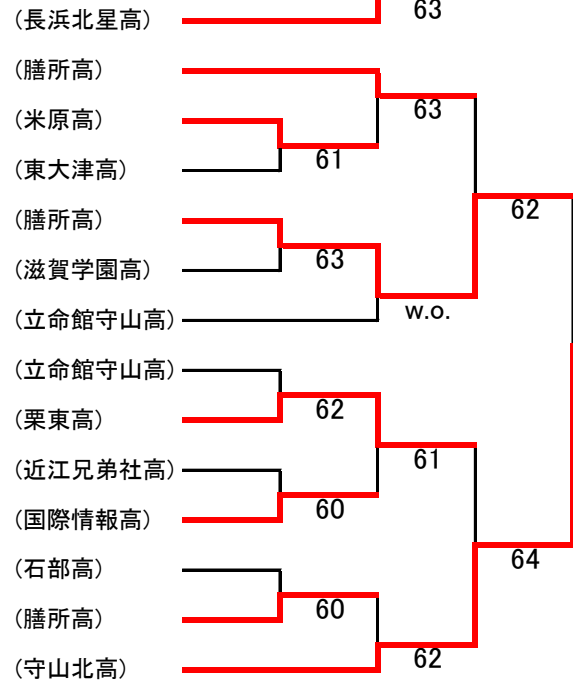 63
(長浜北星高)
(膳所高)
63
(米原高)
61
(東大津高)
62
(膳所高)
63
(滋賀学園高)
w.o.
(立命館守山高)
(立命館守山高)
62
(栗東高)
61
(近江兄弟社高)
60
(国際情報高)
64
(石部高)
60
(膳所高)
62
(守山北高)